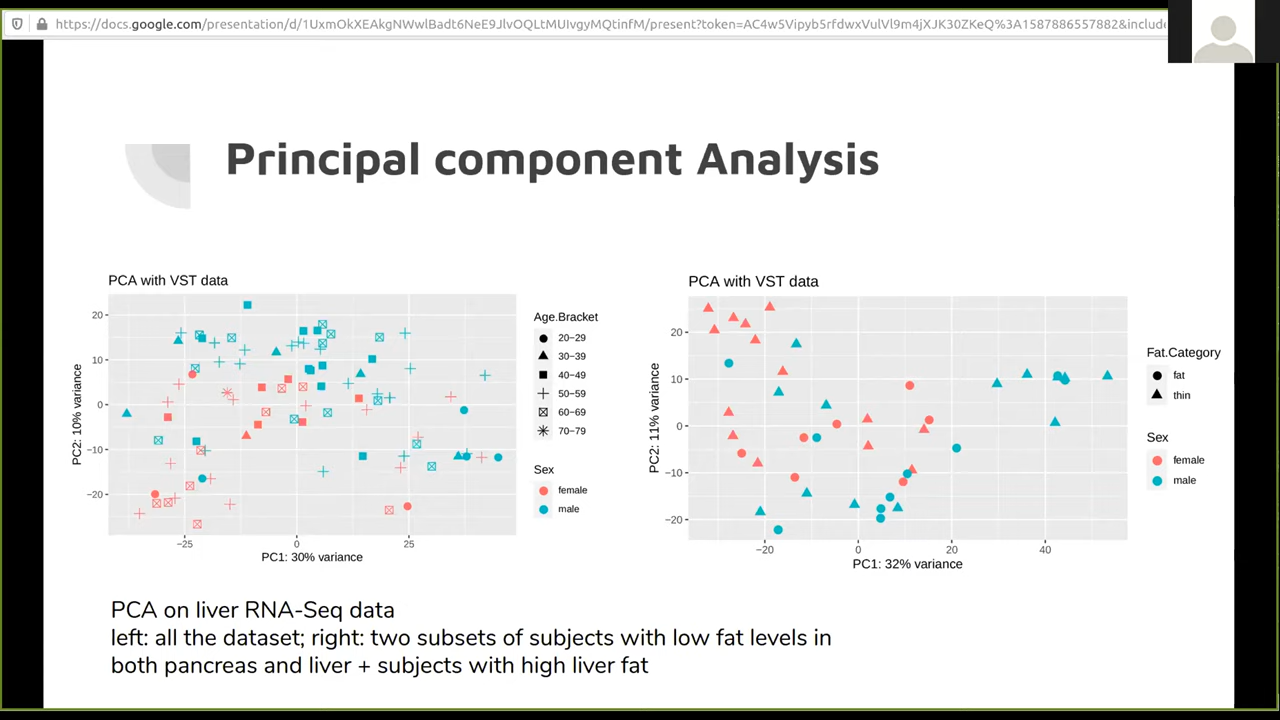 https://docs.google.com/presentation/d/1UxmOkXEAkgNWwlBadt6NeE9JlvOQLtMUIvgyMQtinfM/present?token=AC4w5Vipyb5rfdwxVulVl9m4jXJK30ZKeQ%3A1587886557882&include
Principal component Analysis
PCA with VST data
20
10
0
−10
−20
PC2: 10% variance
−25
0
25
PC1: 30% variance
Age.Bracket
20−29
30−39
40−49
50−59
60−69
70−79
Sex
female
male
PCA with VST data
20
10
0
−10
−20
PC2: 11% variance
−20
0
20
40
PC1: 32% variance
Fat.Category
fat
thin
Sex
female
male
PCA on liver RNA-Seq data
left: all the dataset; right: two subsets of subjects with low fat levels in
both pancreas and liver + subjects with high liver fat